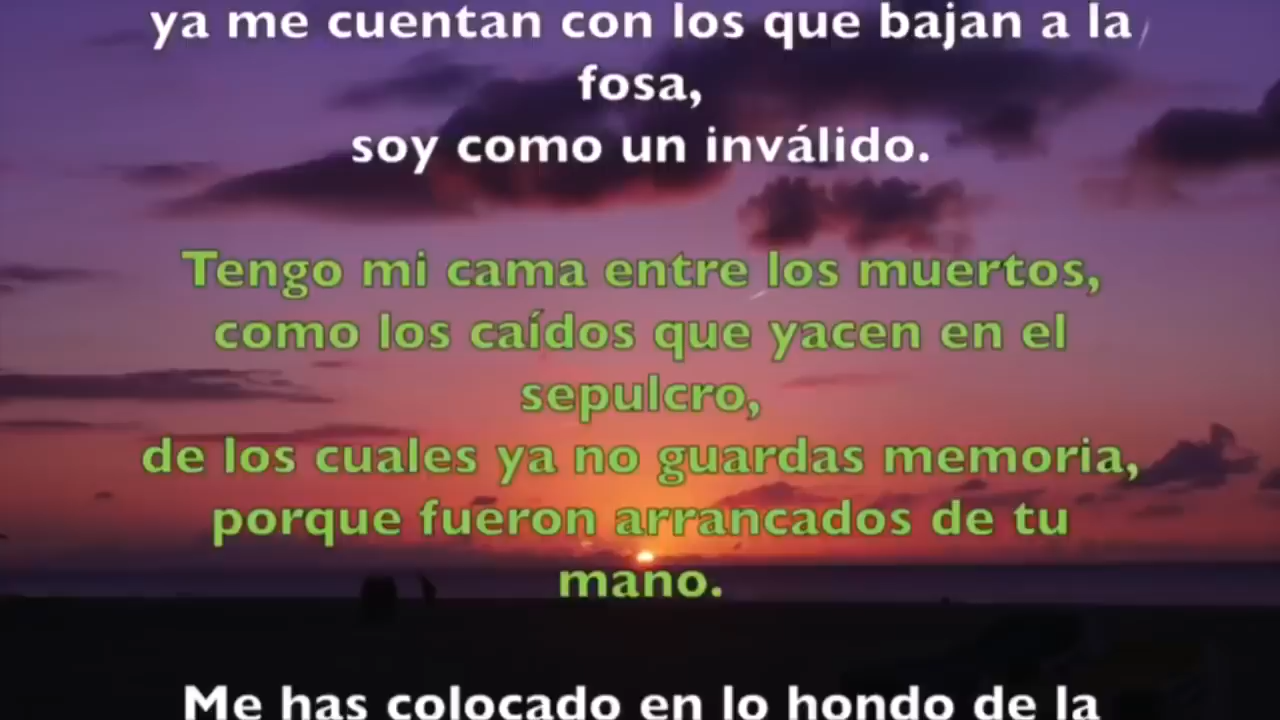 ya me cuentan con los que bajan a la
fosa,
soy como un inválido.
Tengo mi cama entre los muertos,
como los caídos que yacen en el
sepulcro,
de los cuales ya no guardas memoria,
porque fueron arrancados de tu
mano.
Me has colocado en lo hondo de la